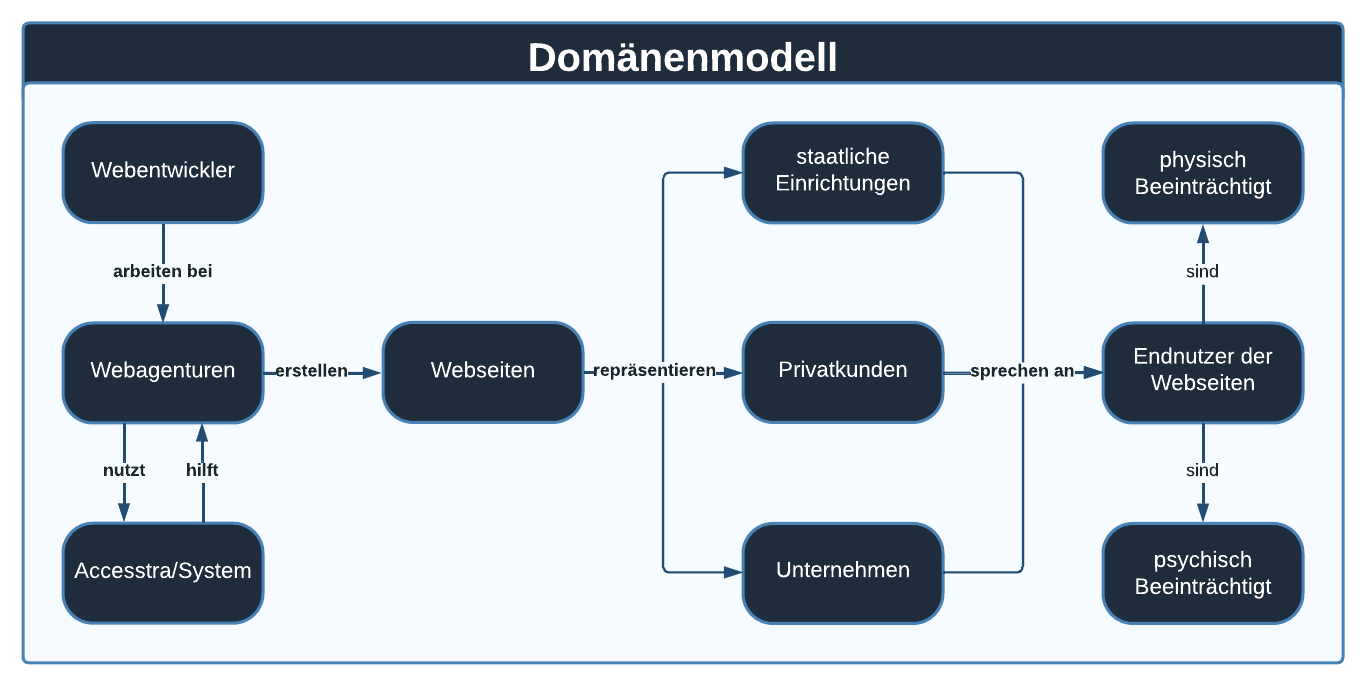 Domänenmodell
Webentwickler
arbeiten bei
Webagenturen
erstellen
nutzt
hilft
Accesstra/System
Webseiten
repräsentieren
staatliche
Einrichtungen
Privatkunden
Unternehmen
sprechen an
physisch
Beeinträchtigt
sind
Endnutzer der
Webseiten
sind
psychisch
Beeinträchtigt